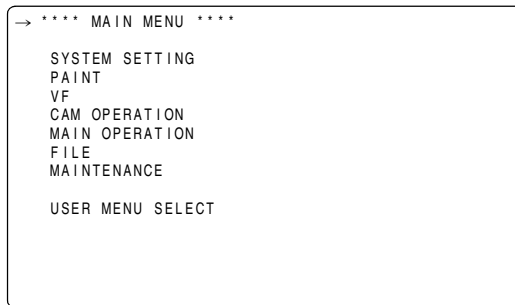 → **** MAIN MENU ****
SYSTEM SETTING
PAINT
VF
CAM OPERATION
MAIN OPERATION
FILE
MAINTENANCE
USER MENU SELECT